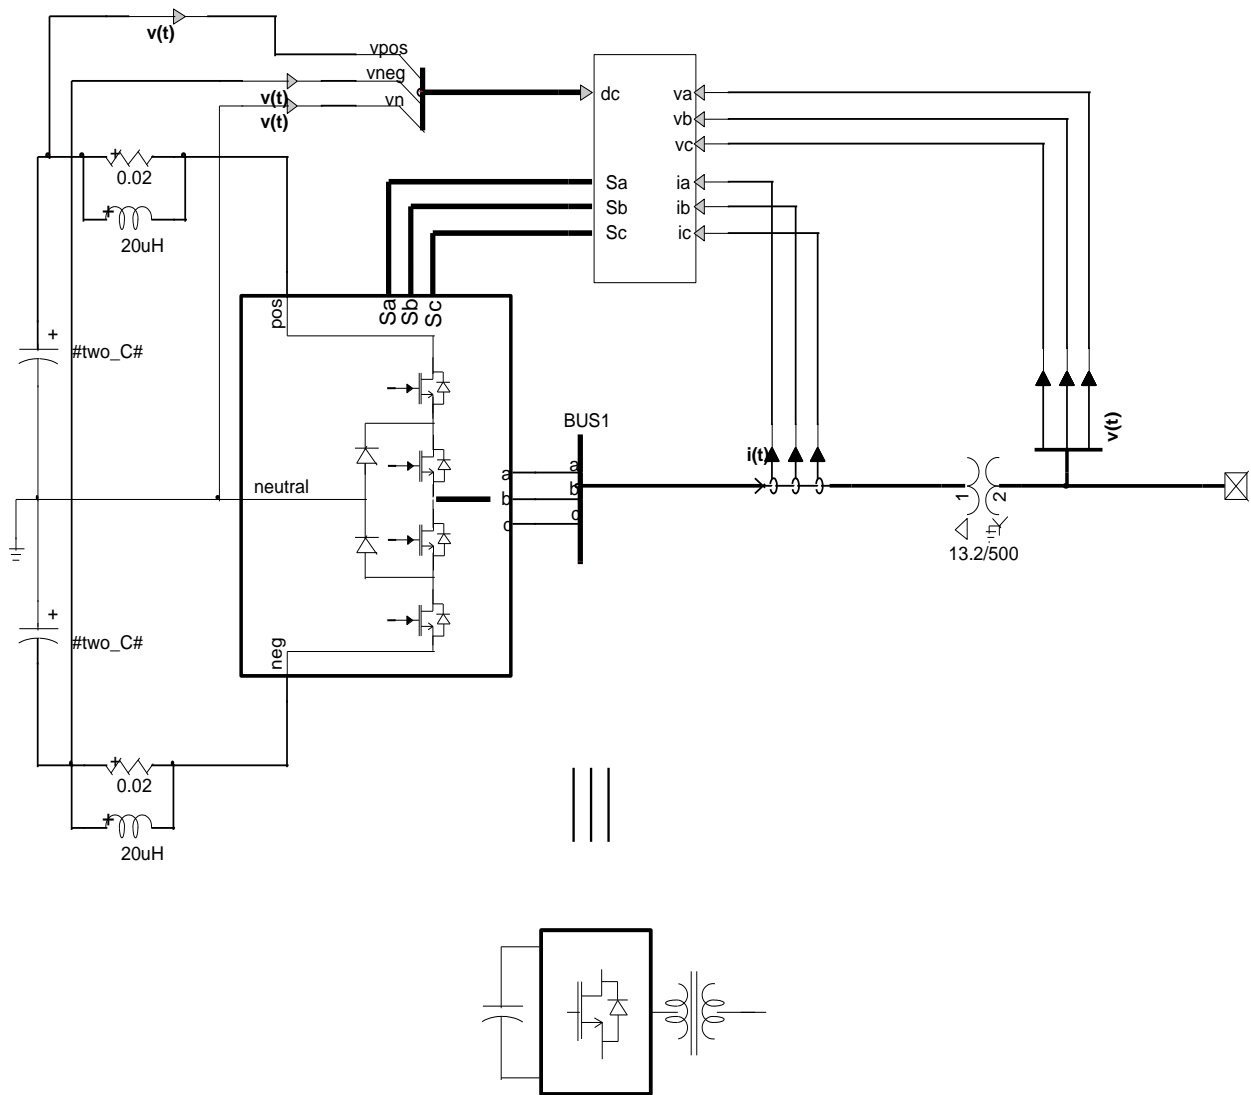 v(t)
vpos
vneg
v(t)
vn
v(t)
dc
va
vb
vc
Sa
ia
Sb
ib
Sc
ic
+
0.02
+
20uH
pos
Sa
Sb
Sc
+
#two_C#
BUS1
v(t)
i(t)
a
a
neutral
b
b
c
c
1
2
13.2/500
+
#two_C#
neg
+
0.02
+
20uH